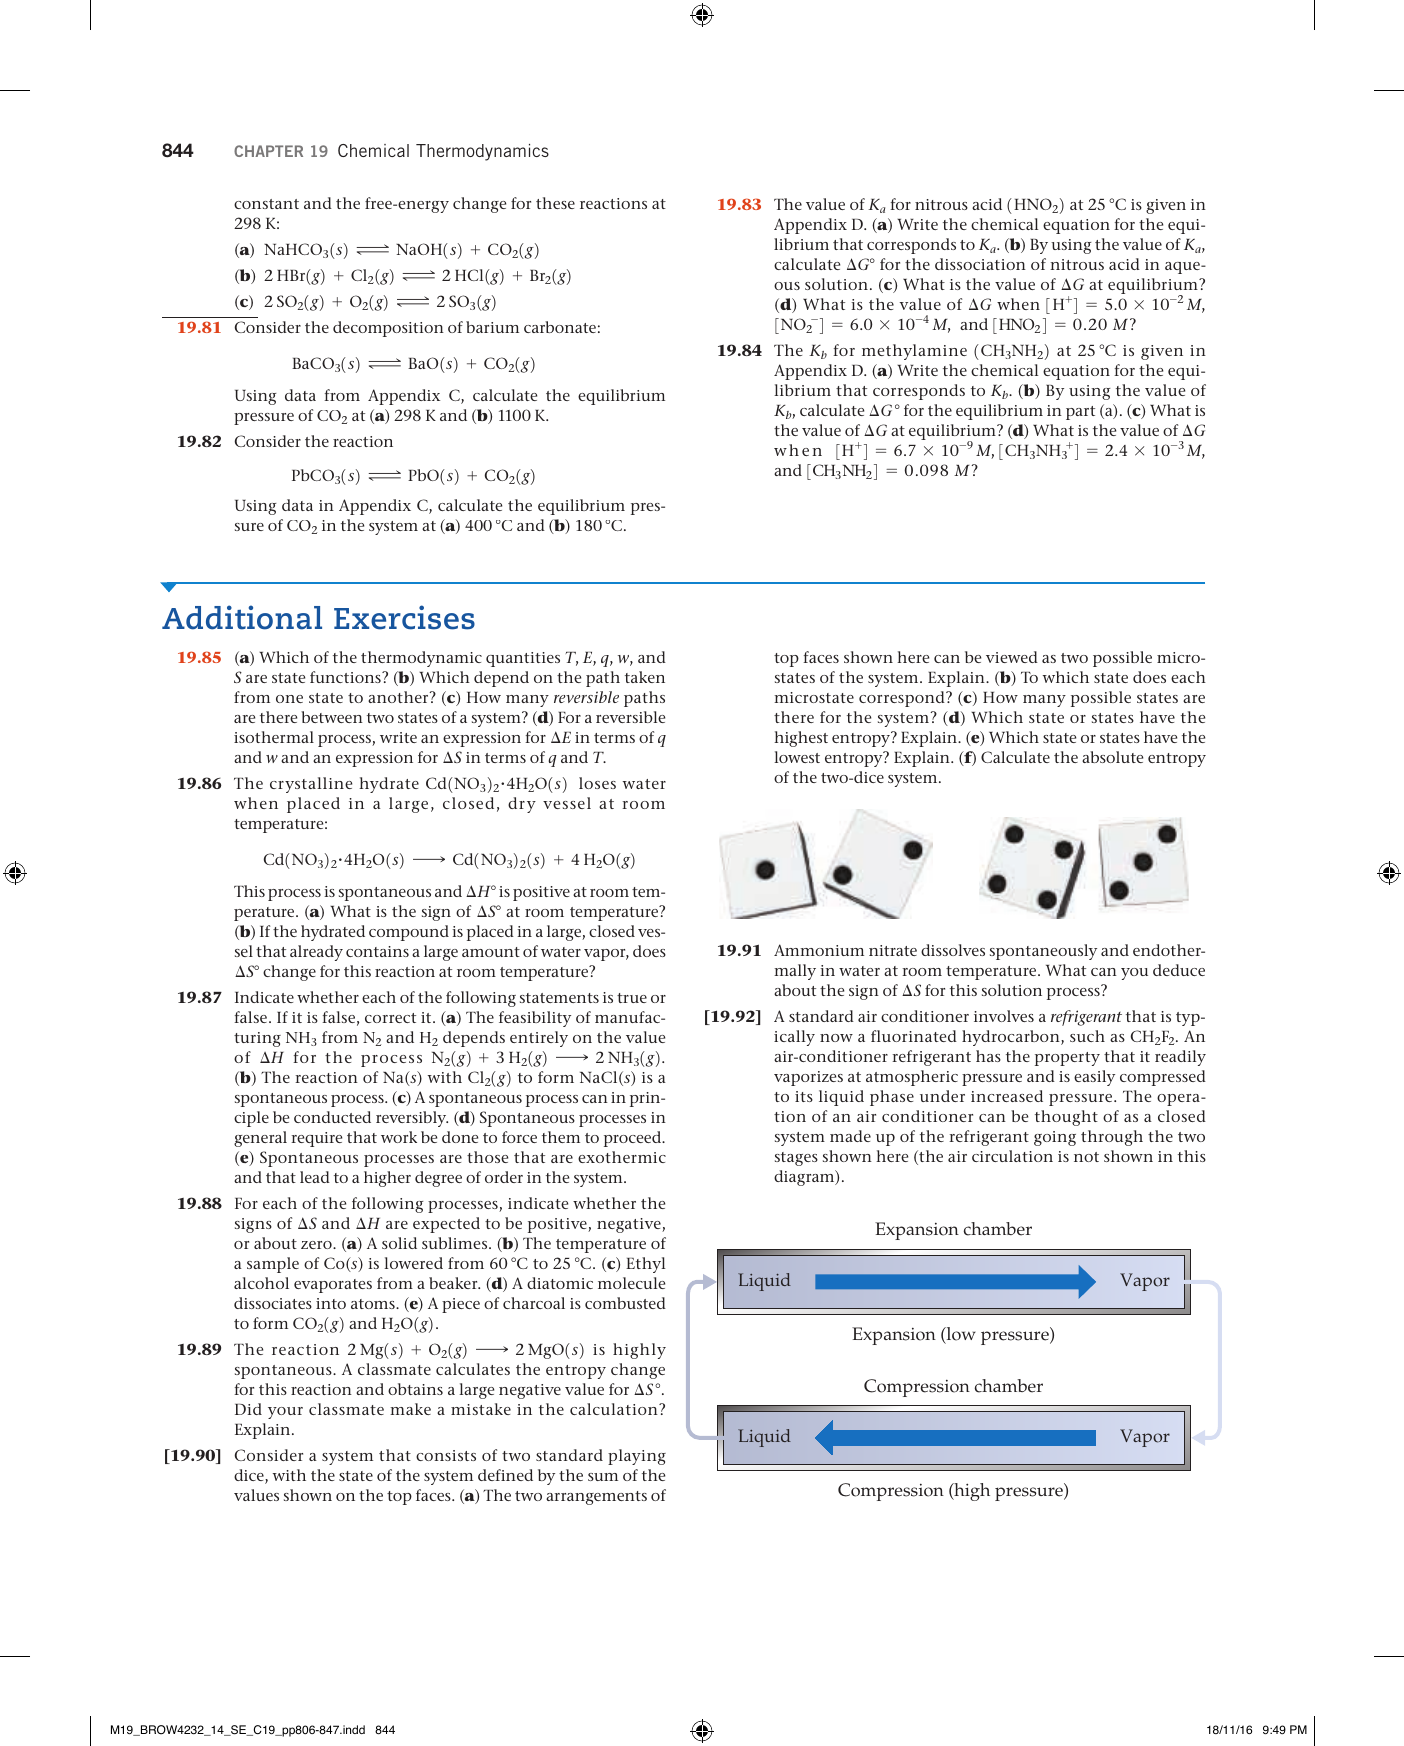 844 CHAPTER 19 Chemical Thermodynamics
constant and the free-energy change for these reactions at
298 K:
(a) NaHCO₃(s) ⇌ NaOH(s) + CO₂(g)
(b) 2 HBr(g) + Cl₂(g) ⇌ 2 HCl(g) + Br₂(g)
(c) 2 SO₂(g) + O₂(g) ⇌ 2 SO₃(g)
19.81 Consider the decomposition of barium carbonate:
BaCO₃(s) ⇌ BaO(s) + CO₂(g)
Using data from Appendix C, calculate the equilibrium
pressure of CO₂ at (a) 298 K and (b) 1100 K.
19.82 Consider the reaction
PbCO₃(s) ⇌ PbO(s) + CO₂(g)
Using data in Appendix C, calculate the equilibrium pres-
sure of CO₂ in the system at (a) 400 °C and (b) 180 °C.
19.83 The value of Kₐ for nitrous acid (HNO₂) at 25 °C is given in
Appendix D. (a) Write the chemical equation for the equi-
librium that corresponds to Kₐ. (b) By using the value of Kₐ,
calculate ΔG° for the dissociation of nitrous acid in aque-
ous solution. (c) What is the value of ΔG at equilibrium?
(d) What is the value of ΔG when [H⁺] = 5.0 × 10⁻² M,
[NO₂⁻] = 6.0 × 10⁻⁴ M, and [HNO₂] = 0.20 M?
19.84 The K_b for methylamine (CH₃NH₂) at 25 °C is given in
Appendix D. (a) Write the chemical equation for the equi-
librium that corresponds to K_b. (b) By using the value of
K_b, calculate ΔG° for the equilibrium in part (a). (c) What is
the value of ΔG at equilibrium? (d) What is the value of ΔG
when [H⁺] = 6.7 × 10⁻⁹ M, [CH₃NH₃⁺] = 2.4 × 10⁻³ M,
and [CH₃NH₂] = 0.098 M?
Additional Exercises
19.85 (a) Which of the thermodynamic quantities T, E, q, w, and
S are state functions? (b) Which depend on the path taken
from one state to another? (c) How many reversible paths
are there between two states of a system? (d) For a reversible
isothermal process, write an expression for ΔE in terms of q
and w and an expression for ΔS in terms of q and T.
19.86 The crystalline hydrate Cd(NO₃)₂·4H₂O(s) loses water
when placed in a large, closed, dry vessel at room
temperature:
Cd(NO₃)₂·4H₂O(s) ⟶ Cd(NO₃)₂(s) + 4 H₂O(g)
This process is spontaneous and ΔH° is positive at room tem-
perature. (a) What is the sign of ΔS° at room temperature?
(b) If the hydrated compound is placed in a large, closed ves-
sel that already contains a large amount of water vapor, does
ΔS° change for this reaction at room temperature?
19.87 Indicate whether each of the following statements is true or
false. If it is false, correct it. (a) The feasibility of manufac-
turing NH₃ from N₂ and H₂ depends entirely on the value
of ΔH for the process N₂(g) + 3 H₂(g) ⟶ 2 NH₃(g).
(b) The reaction of Na(s) with Cl₂(g) to form NaCl(s) is a
spontaneous process. (c) A spontaneous process can in prin-
ciple be conducted reversibly. (d) Spontaneous processes in
general require that work be done to force them to proceed.
(e) Spontaneous processes are those that are exothermic
and that lead to a higher degree of order in the system.
19.88 For each of the following processes, indicate whether the
signs of ΔS and ΔH are expected to be positive, negative,
or about zero. (a) A solid sublimes. (b) The temperature of
a sample of Co(s) is lowered from 60 °C to 25 °C. (c) Ethyl
alcohol evaporates from a beaker. (d) A diatomic molecule
dissociates into atoms. (e) A piece of charcoal is combusted
to form CO₂(g) and H₂O(g).
19.89 The reaction 2 Mg(s) + O₂(g) ⟶ 2 MgO(s) is highly
spontaneous. A classmate calculates the entropy change
for this reaction and obtains a large negative value for ΔS°.
Did your classmate make a mistake in the calculation?
Explain.
[19.90] Consider a system that consists of two standard playing
dice, with the state of the system defined by the sum of the
values shown on the top faces. (a) The two arrangements of
top faces shown here can be viewed as two possible micro-
states of the system. Explain. (b) To which state does each
microstate correspond? (c) How many possible states are
there for the system? (d) Which state or states have the
highest entropy? Explain. (e) Which state or states have the
lowest entropy? Explain. (f) Calculate the absolute entropy
of the two-dice system.
19.91 Ammonium nitrate dissolves spontaneously and endother-
mally in water at room temperature. What can you deduce
about the sign of ΔS for this solution process?
[19.92] A standard air conditioner involves a refrigerant that is typ-
ically now a fluorinated hydrocarbon, such as CH₂F₂. An
air-conditioner refrigerant has the property that it readily
vaporizes at atmospheric pressure and is easily compressed
to its liquid phase under increased pressure. The opera-
tion of an air conditioner can be thought of as a closed
system made up of the refrigerant going through the two
stages shown here (the air circulation is not shown in this
diagram).
Expansion chamber
Liquid Vapor
Expansion (low pressure)
Compression chamber
Liquid Vapor
Compression (high pressure)
M19_BROW4232_14_SE_C19_pp806-847.indd 844 18/11/16 9:49 PM